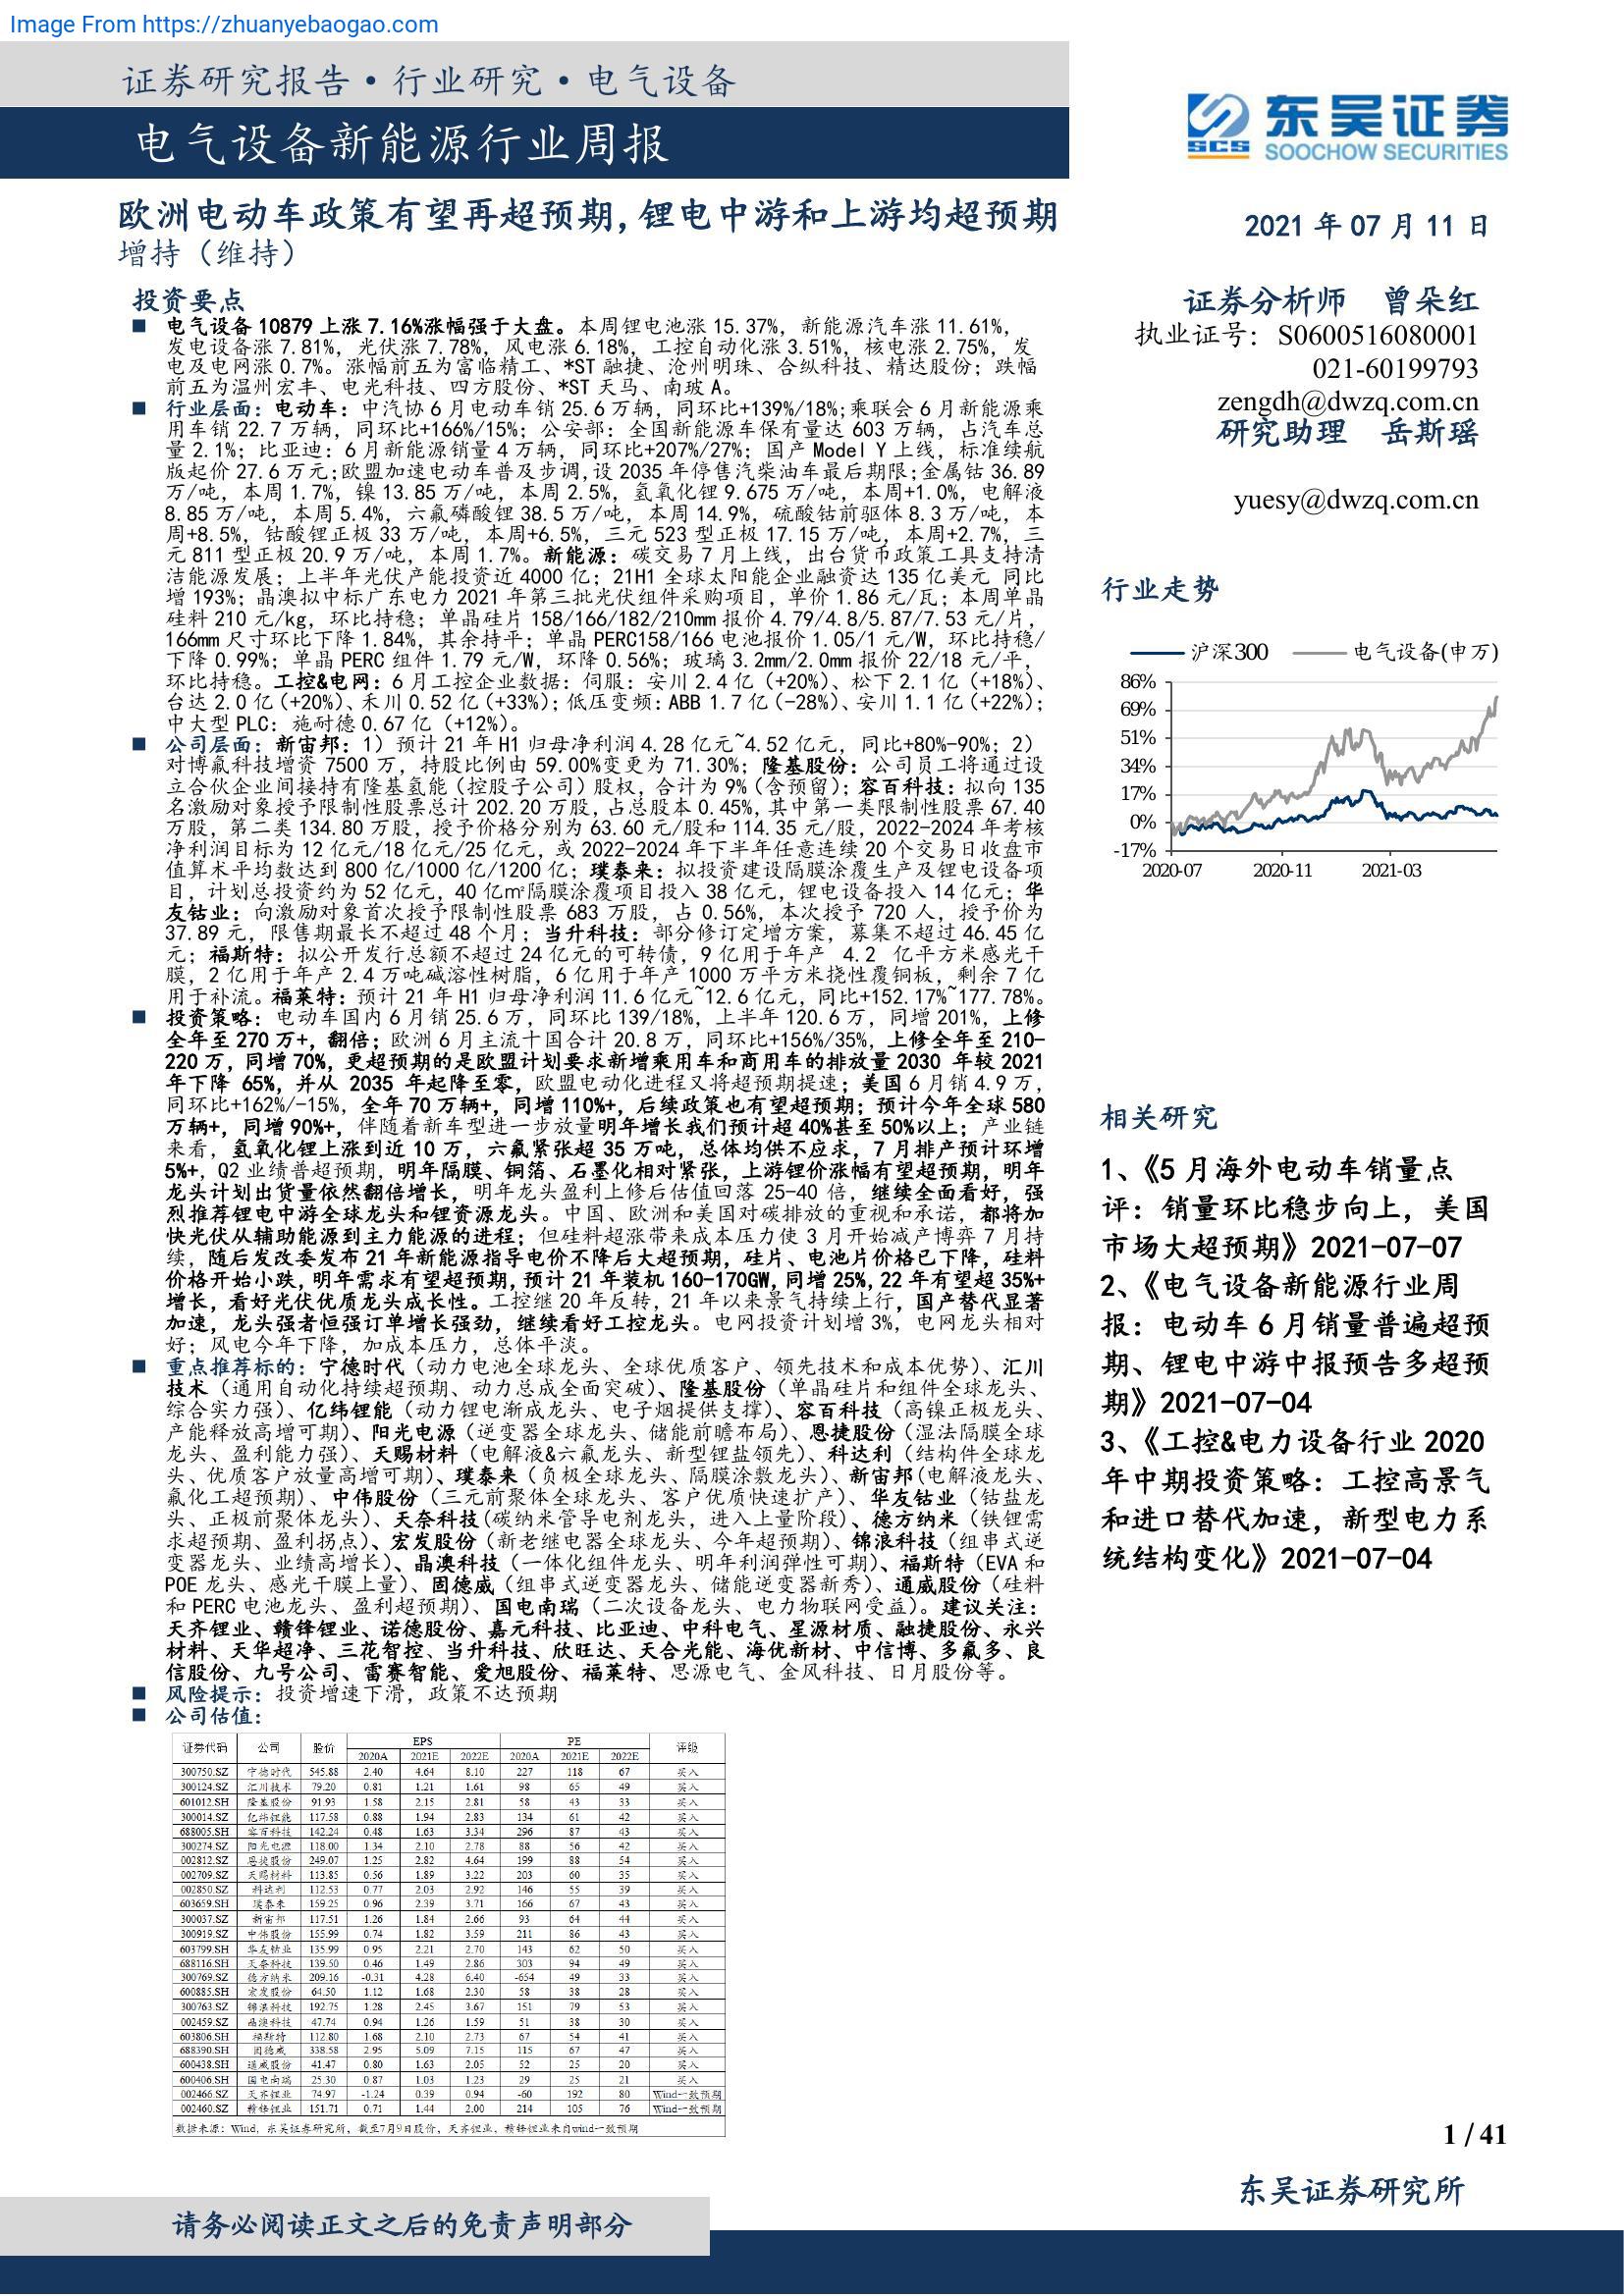 Image From https://zhuanyebaogao.com
证券研究报告·行业研究·电气设备
电气设备新能源行业周报
东吴证券
SCS
SOOCHOW SECURITIES
欧洲电动车政策有望再超预期,锂电中游和上游均超预期
增持（维持）
投资要点
■ 电气设备 10879 上涨 7.16%涨幅强于大盘。本周锂电池涨 15.37%，新能源汽车涨 11.61%，
发电设备涨 7.81%，光伏涨 7.78%，风电涨 6.18%，工控自动化涨 3.51%，核电涨 2.75%，发
电及电网涨 0.7%。涨幅前五为富临精工、*ST 融捷、沧州明珠、合纵科技、精达股份；跌幅
前五为温州宏丰、电光科技、四方股份、*ST 天马、南玻 A。
■ 行业层面：电动车：中汽协 6 月电动车销 25.6 万辆，同环比+139%/18%;乘联会 6 月新能源乘
用车销 22.7 万辆，同环比+166%/15%；公安部：全国新能源车保有量达 603 万辆，占汽车总
量 2.1%；比亚迪：6 月新能源销量 4 万辆，同环比+207%/27%；国产 Model Y 上线，标准续航
版起价 27.6 万元;欧盟加速电动车普及步调,设 2035 年停售汽柴油车最后期限;金属钴 36.89
万/吨，本周 1.7%，镍 13.85 万/吨，本周 2.5%，氢氧化锂 9.675 万/吨，本周+1.0%，电解液
8.85 万/吨，本周 5.4%，六氟磷酸锂 38.5 万/吨，本周 14.9%，硫酸钴前驱体 8.3 万/吨，本
周+8.5%，钴酸锂正极 33 万/吨，本周+6.5%，三元 523 型正极 17.15 万/吨，本周+2.7%，三
元 811 型正极 20.9 万/吨，本周 1.7%。新能源：碳交易 7 月上线，出台货币政策工具支持清
洁能源发展；上半年光伏产能投资近 4000 亿；21H1 全球太阳能企业融资达 135 亿美元 同比
增 193%；晶澳拟中标广东电力 2021 年第三批光伏组件采购项目，单价 1.86 元/瓦；本周单晶
硅料 210 元/kg，环比持稳；单晶硅片 158/166/182/210mm 报价 4.79/4.8/5.87/7.53 元/片，
166mm 尺寸环比下降 1.84%，其余持平；单晶 PERC158/166 电池报价 1.05/1 元/W，环比持稳/
下降 0.99%；单晶 PERC 组件 1.79 元/W，环降 0.56%；玻璃 3.2mm/2.0mm 报价 22/18 元/平，
环比持稳。工控&电网：6 月工控企业数据：伺服：安川 2.4 亿（+20%）、松下 2.1 亿（+18%）、
台达 2.0 亿（+20%）、禾川 0.52 亿（+33%）；低压变频：ABB 1.7 亿（-28%）、安川 1.1 亿（+22%）；
中大型 PLC：施耐德 0.67 亿（+12%）。
■ 公司层面：新宙邦：1）预计 21 年 H1 归母净利润 4.28 亿元~4.52 亿元，同比+80%-90%；2）
对博氟科技增资 7500 万，持股比例由 59.00%变更为 71.30%；隆基股份：公司员工将通过设
立合伙企业间接持有隆基氢能（控股子公司）股权，合计为 9%（含预留）；容百科技：拟向 135
名激励对象授予限制性股票总计 202.20 万股，占总股本 0.45%，其中第一类限制性股票 67.40
万股，第二类 134.80 万股，授予价格分别为 63.60 元/股和 114.35 元/股，2022-2024 年考核
净利润目标为 12 亿元/18 亿元/25 亿元，或 2022-2024 年下半年任意连续 20 个交易日收盘市
值算术平均数达到 800 亿/1000 亿/1200 亿；璞泰来：拟投资建设隔膜涂覆生产及锂电设备项
目，计划总投资约为 52 亿元，40 亿㎡隔膜涂覆项目投入 38 亿元，锂电设备投入 14 亿元；华
友钴业：向激励对象首次授予限制性股票 683 万股，占 0.56%，本次授予 720 人，授予价为
37.89 元，限售期最长不超过 48 个月；当升科技：部分修订定增方案，募集不超过 46.45 亿
元；福斯特：拟公开发行总额不超过 24 亿元的可转债，9 亿用于年产 4.2 亿平方米感光干
膜，2 亿用于年产 2.4 万吨碱溶性树脂，6 亿用于年产 1000 万平方米挠性覆铜板，剩余 7 亿
用于补流。福莱特：预计 21 年 H1 归母净利润 11.6 亿元~12.6 亿元，同比+152.17%~177.78%。
■ 投资策略：电动车国内 6 月销 25.6 万，同环比 139/18%，上半年 120.6 万，同增 201%，上修
全年至 270 万+，翻倍；欧洲 6 月主流十国合计 20.8 万，同环比+156%/35%，上修全年至 210-
220 万，同增 70%，更超预期的是欧盟计划要求新增乘用车和商用车的排放量 2030 年较 2021
年下降 65%，并从 2035 年起降至零，欧盟电动化进程又将超预期提速；美国 6 月销 4.9 万，
同环比+162%/-15%，全年 70 万辆+，同增 110%+，后续政策也有望超预期；预计今年全球 580
万辆+，同增 90%+，伴随着新车型进一步放量明年增长我们预计超 40%甚至 50%以上；产业链
来看，氢氧化锂上涨到近 10 万，六氟紧张超 35 万吨，总体均供不应求，7 月排产预计环增
5%+，Q2 业绩普超预期，明年隔膜、铜箔、石墨化相对紧张，上游锂价涨幅有望超预期，明年
龙头计划出货量依然翻倍增长，明年龙头盈利上修后估值回落 25-40 倍，继续全面看好，强
烈推荐锂电中游全球龙头和锂资源龙头。中国、欧洲和美国对碳排放的重视和承诺，都将加
快光伏从辅助能源到主力能源的进程；但硅料超涨带来成本压力使 3 月开始减产博弈 7 月持
续，随后发改委发布 21 年新能源指导电价不降后大超预期，硅片、电池片价格已下降，硅料
价格开始小跌，明年需求有望超预期，预计 21 年装机 160-170GW，同增 25%，22 年有望超 35%+
增长，看好光伏优质龙头成长性。工控继 20 年反转，21 年以来景气持续上行，国产替代显著
加速，龙头强者恒强订单增长强劲，继续看好工控龙头。电网投资计划增 3%，电网龙头相对
好；风电今年下降，加成本压力，总体平淡。
■ 重点推荐标的：宁德时代（动力电池全球龙头、全球优质客户、领先技术和成本优势）、汇川
技术（通用自动化持续超预期、动力总成全面突破）、隆基股份（单晶硅片和组件全球龙头、
综合实力强）、亿纬锂能（动力锂电渐成龙头、电子烟提供支撑）、容百科技（高镍正极龙头、
产能释放高增可期）、阳光电源（逆变器全球龙头、储能前瞻布局）、恩捷股份（湿法隔膜全球
龙头、盈利能力强）、天赐材料（电解液&六氟龙头、新型锂盐领先）、科达利（结构件全球龙
头、优质客户放量高增可期）、璞泰来（负极全球龙头、隔膜涂敷龙头）、新宙邦(电解液龙头、
氟化工超预期）、中伟股份（三元前聚体全球龙头、客户优质快速扩产）、华友钴业（钴盐龙
头、正极前聚体龙头）、天奈科技(碳纳米管导电剂龙头，进入上量阶段）、德方纳米（铁锂需
求超预期、盈利拐点）、宏发股份（新老继电器全球龙头、今年超预期）、锦浪科技（组串式逆
变器龙头、业绩高增长）、晶澳科技（一体化组件龙头、明年利润弹性可期）、福斯特（EVA 和
POE 龙头、感光干膜上量）、固德威（组串式逆变器龙头、储能逆变器新秀）、通威股份（硅料
和 PERC 电池龙头、盈利超预期）、国电南瑞（二次设备龙头、电力物联网受益）。建议关注：
天齐锂业、赣锋锂业、诺德股份、嘉元科技、比亚迪、中科电气、星源材质、融捷股份、永兴
材料、天华超净、三花智控、当升科技、欣旺达、天合光能、海优新材、中信博、多氟多、良
信股份、九号公司、雷赛智能、爱旭股份、福莱特、思源电气、金风科技、日月股份等。
■ 风险提示：投资增速下滑，政策不达预期
■ 公司估值：
证券代码 公司 股价 EPS PE 评级
2020A 2021E 2022E 2020A 2021E 2022E
300750.SZ 宁德时代 545.88 2.40 4.64 8.10 227 118 67 买入
300124.SZ 汇川技术 79.20 0.81 1.21 1.61 98 65 49 买入
601012.SH 隆基股份 91.93 1.58 2.15 2.81 58 43 33 买入
300014.SZ 亿纬锂能 117.58 0.88 1.94 2.83 134 61 42 买入
688005.SH 容百科技 142.24 0.48 1.63 3.34 296 87 43 买入
300274.SZ 阳光电源 118.00 1.34 2.10 2.78 88 56 42 买入
002812.SZ 恩捷股份 249.07 1.25 2.82 4.64 199 88 54 买入
002709.SZ 天赐材料 113.85 0.56 1.89 3.22 203 60 35 买入
002850.SZ 科达利 112.53 0.77 2.03 2.92 146 55 39 买入
603659.SH 璞泰来 159.25 0.96 2.39 3.71 166 67 43 买入
300037.SZ 新宙邦 117.51 1.26 1.84 2.66 93 64 44 买入
300919.SZ 中伟股份 155.99 0.74 1.82 3.59 211 86 43 买入
603799.SH 华友钴业 135.99 0.95 2.21 2.70 143 62 50 买入
688116.SH 天奈科技 139.50 0.46 1.49 2.86 303 94 49 买入
300769.SZ 德方纳米 209.16 -0.31 4.28 6.40 -654 49 33 买入
600885.SH 宏发股份 64.50 1.12 1.68 2.30 58 38 28 买入
300763.SZ 锦浪科技 192.75 1.28 2.45 3.67 151 79 53 买入
002459.SZ 晶澳科技 47.74 0.94 1.26 1.59 51 38 30 买入
603806.SH 福斯特 112.80 1.68 2.10 2.73 67 54 41 买入
688390.SH 固德威 338.58 2.95 5.09 7.15 115 67 47 买入
600438.SH 通威股份 41.47 0.80 1.63 2.05 52 25 20 买入
600406.SH 国电南瑞 25.30 0.87 1.03 1.23 29 25 21 买入
002466.SZ 天齐锂业 74.97 -1.24 0.39 0.94 -60 192 80 Wind一致预期
002460.SZ 赣锋锂业 151.71 0.71 1.44 2.00 214 105 76 Wind一致预期
数据来源：Wind，东吴证券研究所，截至7月9日股价，天齐锂业、赣锋锂业来自wind一致预期
2021 年 07 月 11 日
证券分析师 曾朵红
执业证号：S0600516080001
021-60199793
zengdh@dwzq.com.cn
研究助理 岳斯瑶
yuesy@dwzq.com.cn
行业走势
沪深300 电气设备(申万)
86%
69%
51%
34%
17%
0%
-17%
2020-07 2020-11 2021-03
相关研究
1、《5 月海外电动车销量点
评：销量环比稳步向上，美国
市场大超预期》2021-07-07
2、《电气设备新能源行业周
报：电动车 6 月销量普遍超预
期、锂电中游中报预告多超预
期》2021-07-04
3、《工控&电力设备行业 2020
年中期投资策略：工控高景气
和进口替代加速，新型电力系
统结构变化》2021-07-04
1 / 41
东吴证券研究所
请务必阅读正文之后的免责声明部分